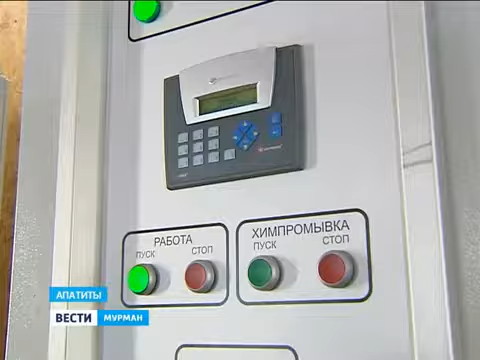 РАБОТА
ПУСК
СТОП
ХИМПРОМЫВКА
ПУСК
СТОП
АПАТИТЫ
ВЕСТИ МУРМАН